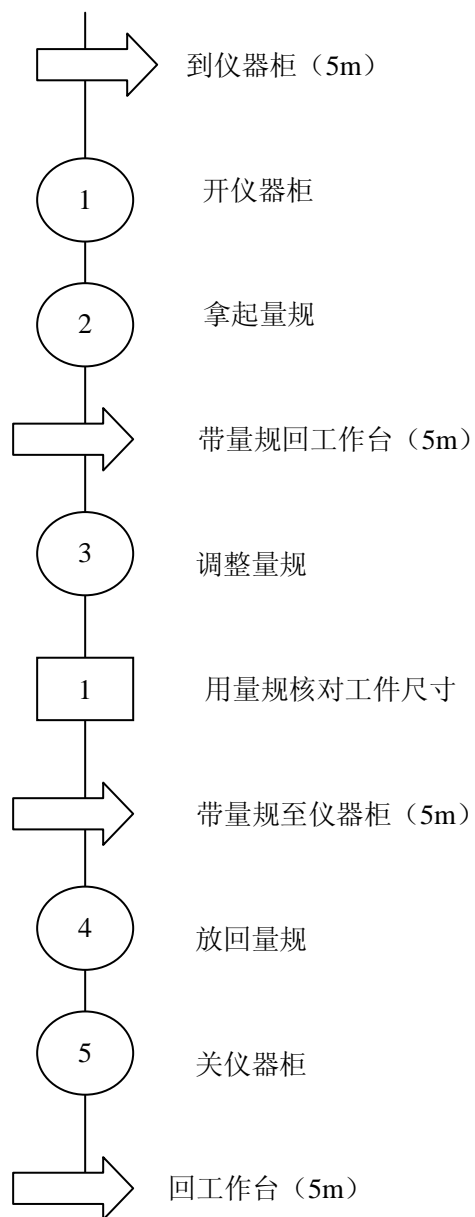 到仪器柜（5m）
1 开仪器柜
2 拿起量规
带量规回工作台（5m）
3 调整量规
1 用量规核对工件尺寸
带量规至仪器柜（5m）
4 放回量规
5 关仪器柜
回工作台（5m）